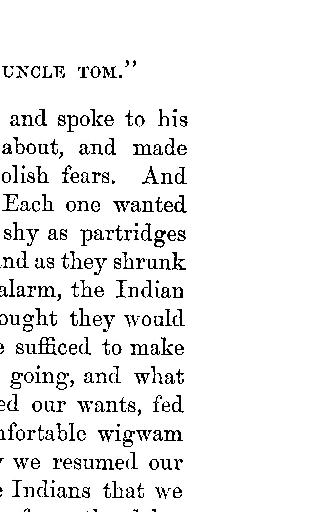 UNCLE TOM."
and spoke to his
about, and made
olish fears. And
Each one wanted
shy as partridges
nd as they shrunk
alarm, the Indian
ought they would
e sufficed to make
going, and what
ed our wants, fed
nfortable wigwam
we resumed our
e Indians that we